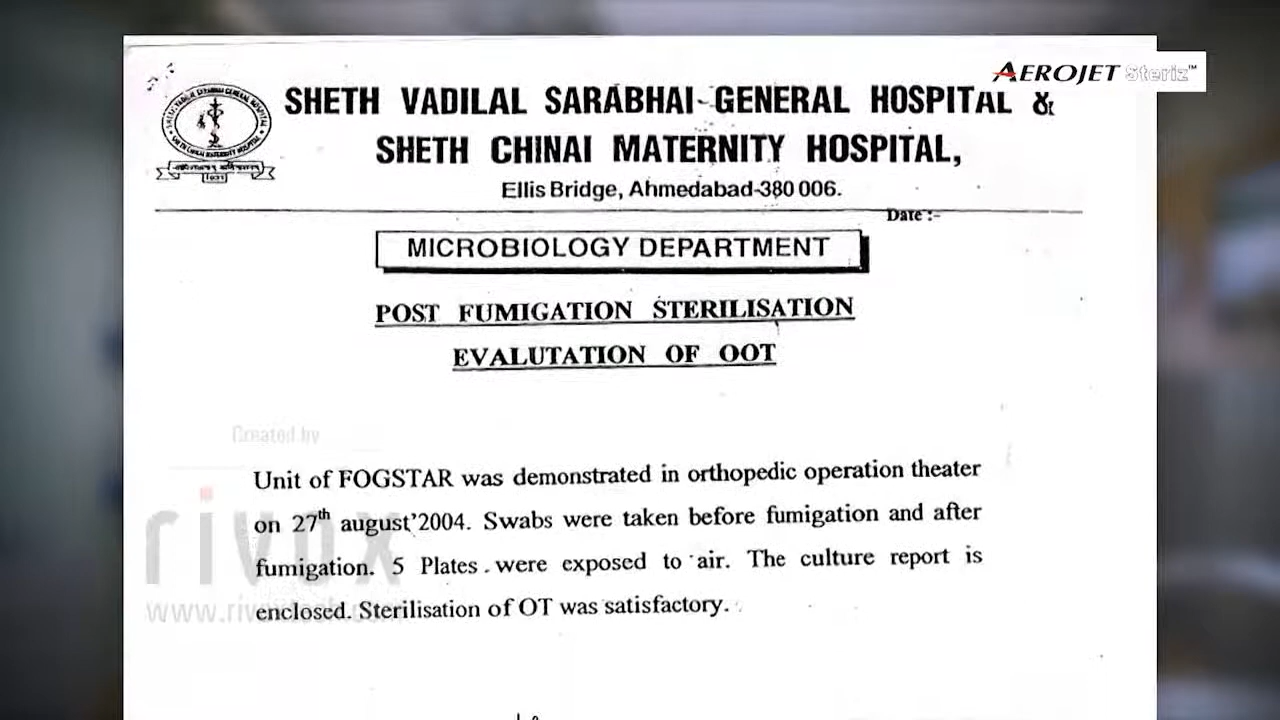 AEROJET Steriz™
SHETH VADILAL SARABHAI GENERAL HOSPITAL &
SHETH CHINAI MATERNITY HOSPITAL,
Ellis Bridge, Ahmedabad-380 006.
Date :-
MICROBIOLOGY DEPARTMENT
POST FUMIGATION STERILISATION
EVALUTATION OF OOT
Created by
Unit of FOGSTAR was demonstrated in orthopedic operation theater
on 27th august'2004. Swabs were taken before fumigation and after
fumigation. 5 Plates were exposed to air. The culture report is
enclosed. Sterilisation of OT was satisfactory.
rivox
1931